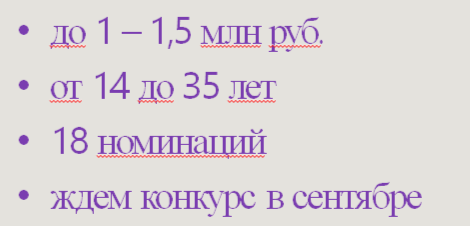 • до 1 – 1,5 млн руб.
• от 14 до 35 лет
• 18 номинаций
• ждем конкурс в сентябре